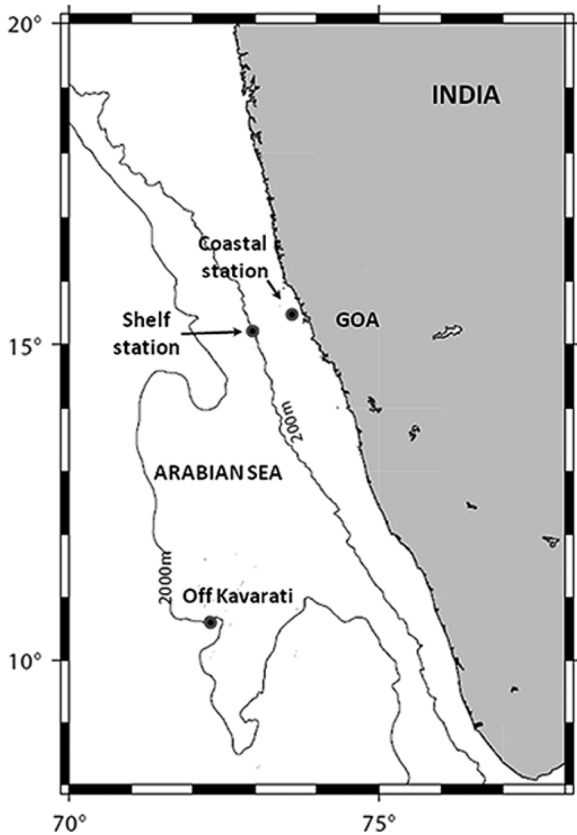 20°
INDIA
Coastal
station
GOA
Shelf
station
15°
200m
ARABIAN SEA
2000m
Off Kavarati
10°
70°
75°